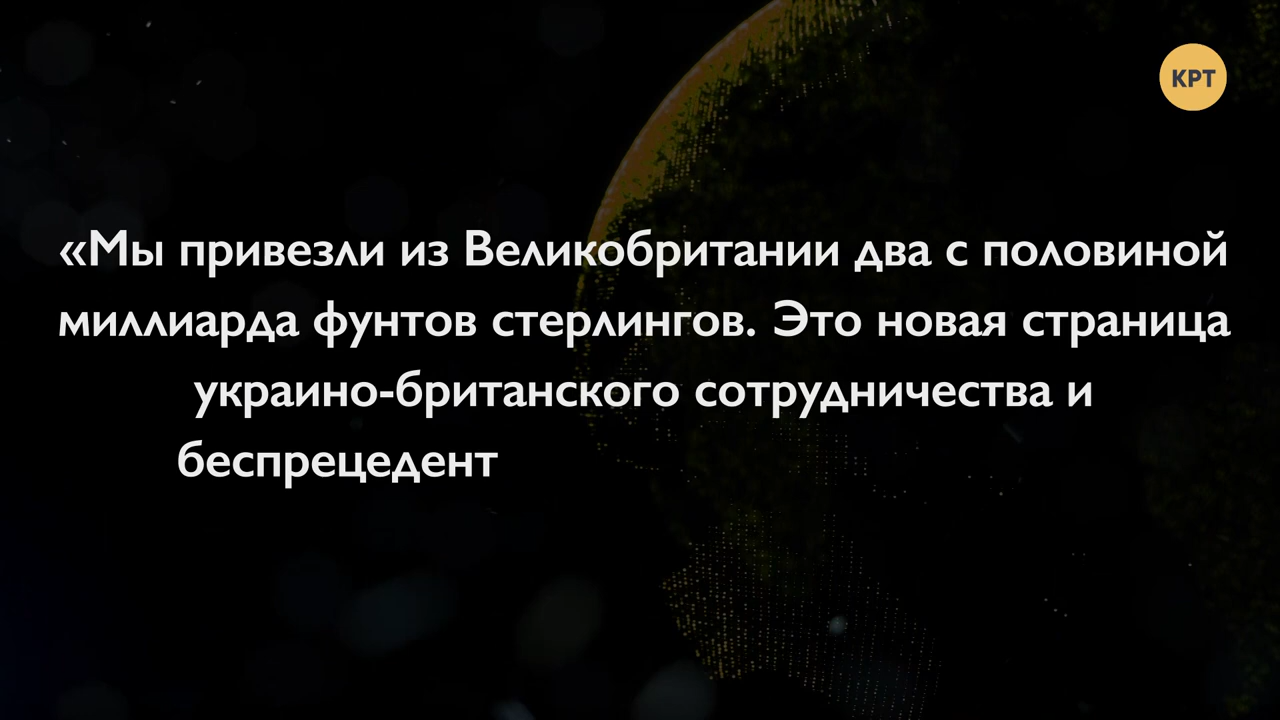 КРТ
«Мы привезли из Великобритании два с половиной
миллиарда фунтов стерлингов. Это новая страница
украино-британского сотрудничества и
беспрецедент